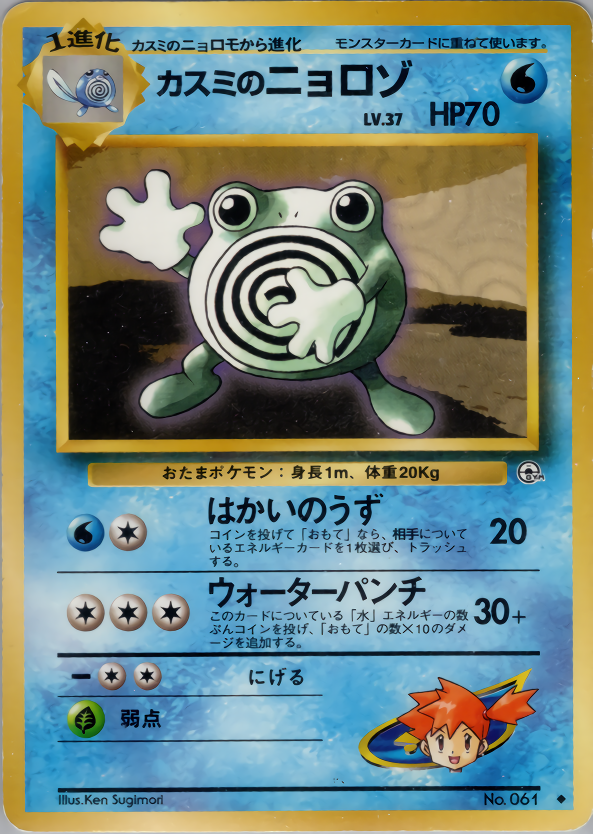 1進化
カスミのニョロモから進化
モンスターカードに重ねて使います。
カスミのニョロゾ
LV.37 HP70
おたまポケモン：身長1m、体重20Kg
GYM
はかいのうず
20
コインを投げて「おもて」なら、相手につい
ているエネルギーカードを1枚選び、トラッシュ
する。
ウォーターパンチ
30+
このカードについている「水」エネルギーの数
ぶんコインを投げ、「おもて」の数×10のダメ
ージを追加する。
にげる
弱点
Illus.Ken Sugimori
No. 061